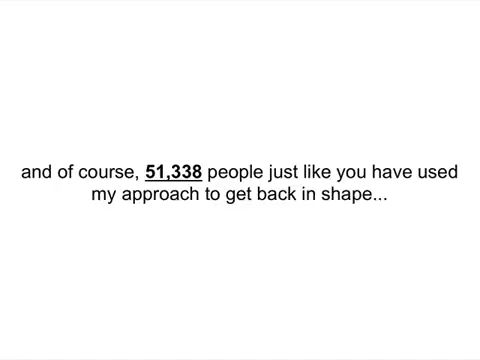 and of course, 51,338 people just like you have used
my approach to get back in shape...